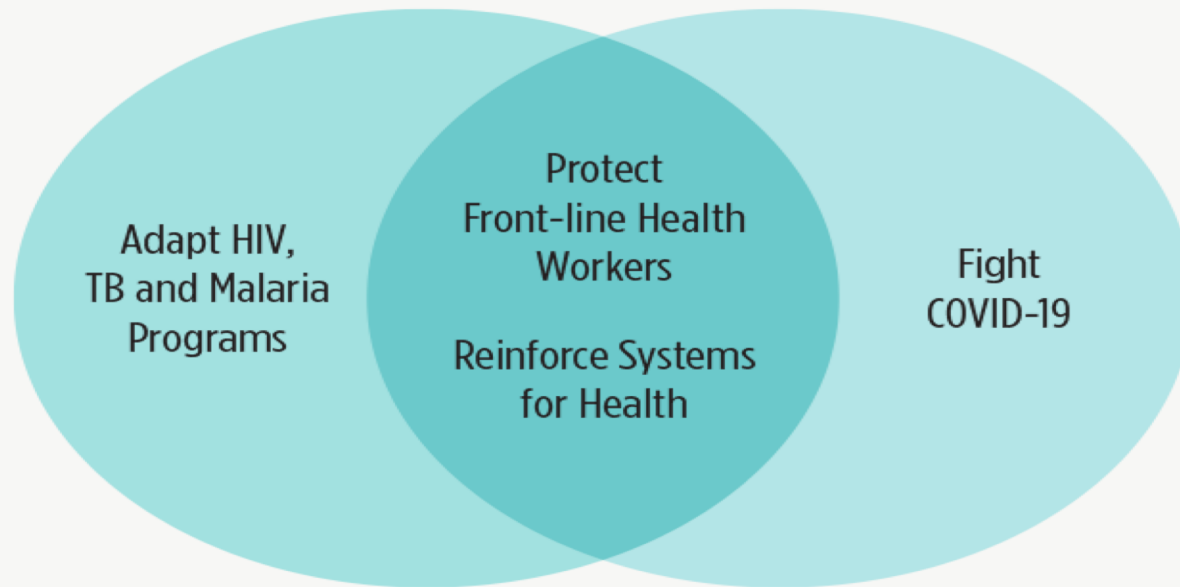 Adapt HIV,
TB and Malaria
Programs
Protect
Front-line Health
Workers
Reinforce Systems
for Health
Fight
COVID-19